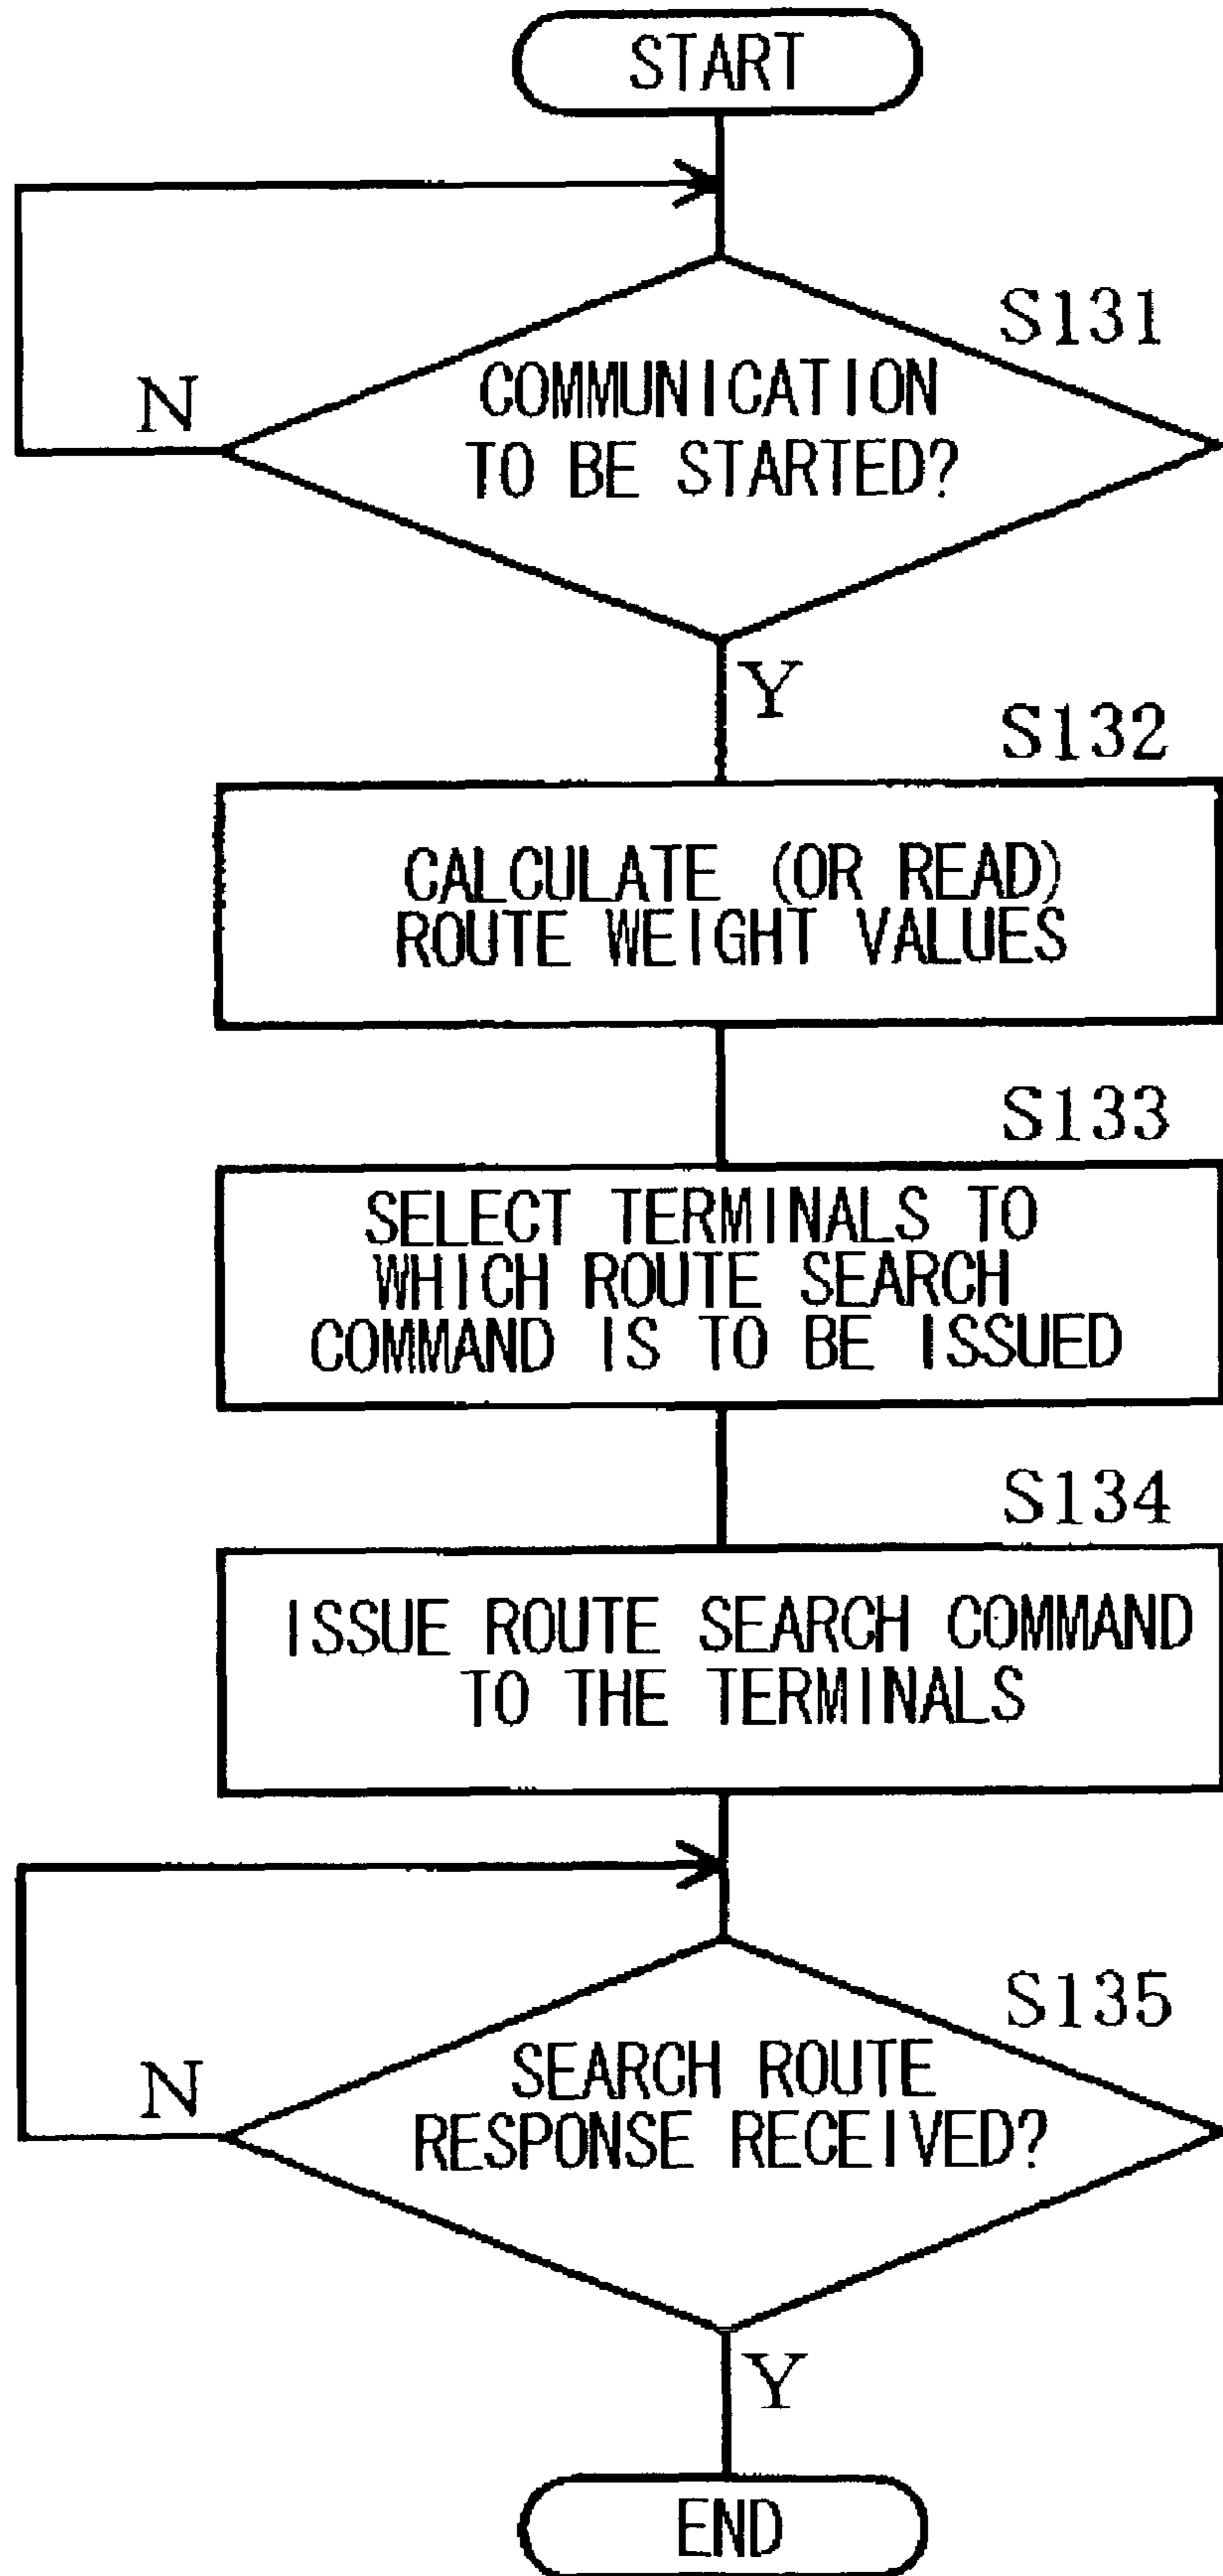 START
S131
COMMUNICATION
TO BE STARTED?
N
Y
S132
CALCULATE (OR READ)
ROUTE WEIGHT VALUES
S133
SELECT TERMINALS TO
WHICH ROUTE SEARCH
COMMAND IS TO BE ISSUED
S134
ISSUE ROUTE SEARCH COMMAND
TO THE TERMINALS
S135
SEARCH ROUTE
RESPONSE RECEIVED?
N
Y
END